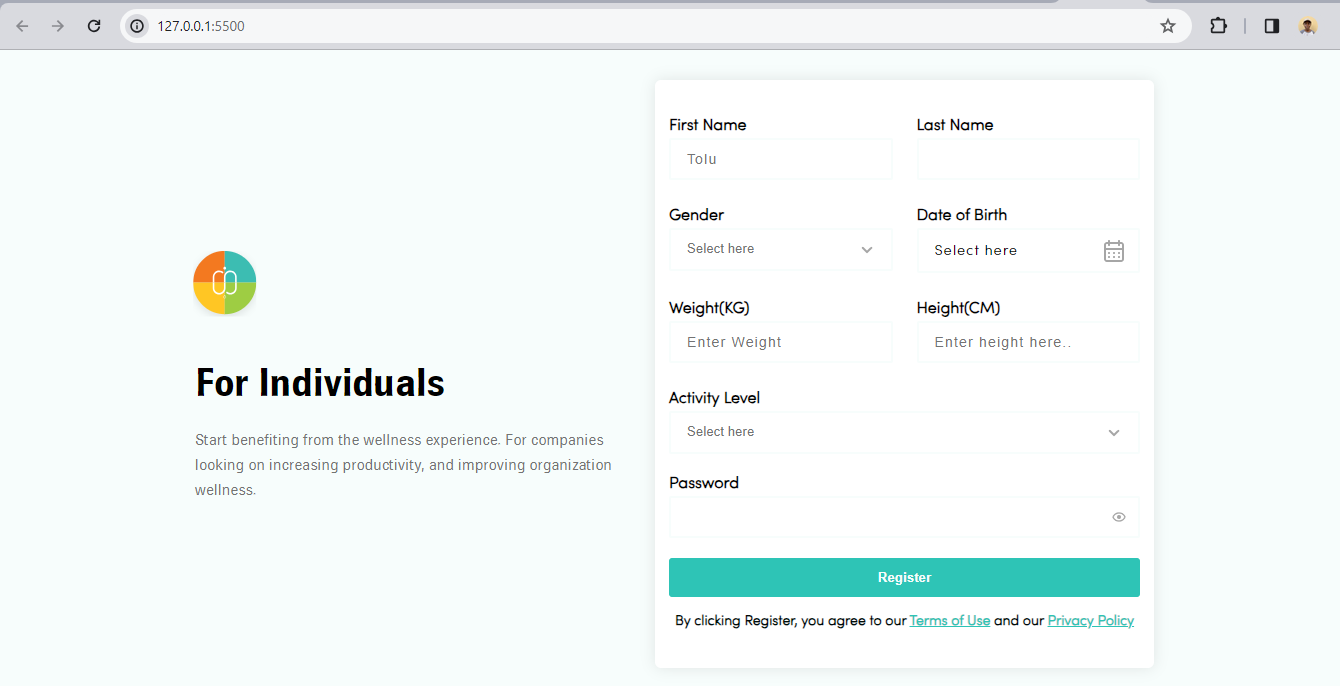 127.0.0.1:5500
For Individuals
Start benefiting from the wellness experience. For companies
looking on increasing productivity, and improving organization
wellness.
First Name
Last Name
Tolu
Gender
Date of Birth
Select here
Select here
Weight(KG)
Height(CM)
Enter Weight
Enter height here..
Activity Level
Select here
Password
Register
By clicking Register, you agree to our Terms of Use and our Privacy Policy